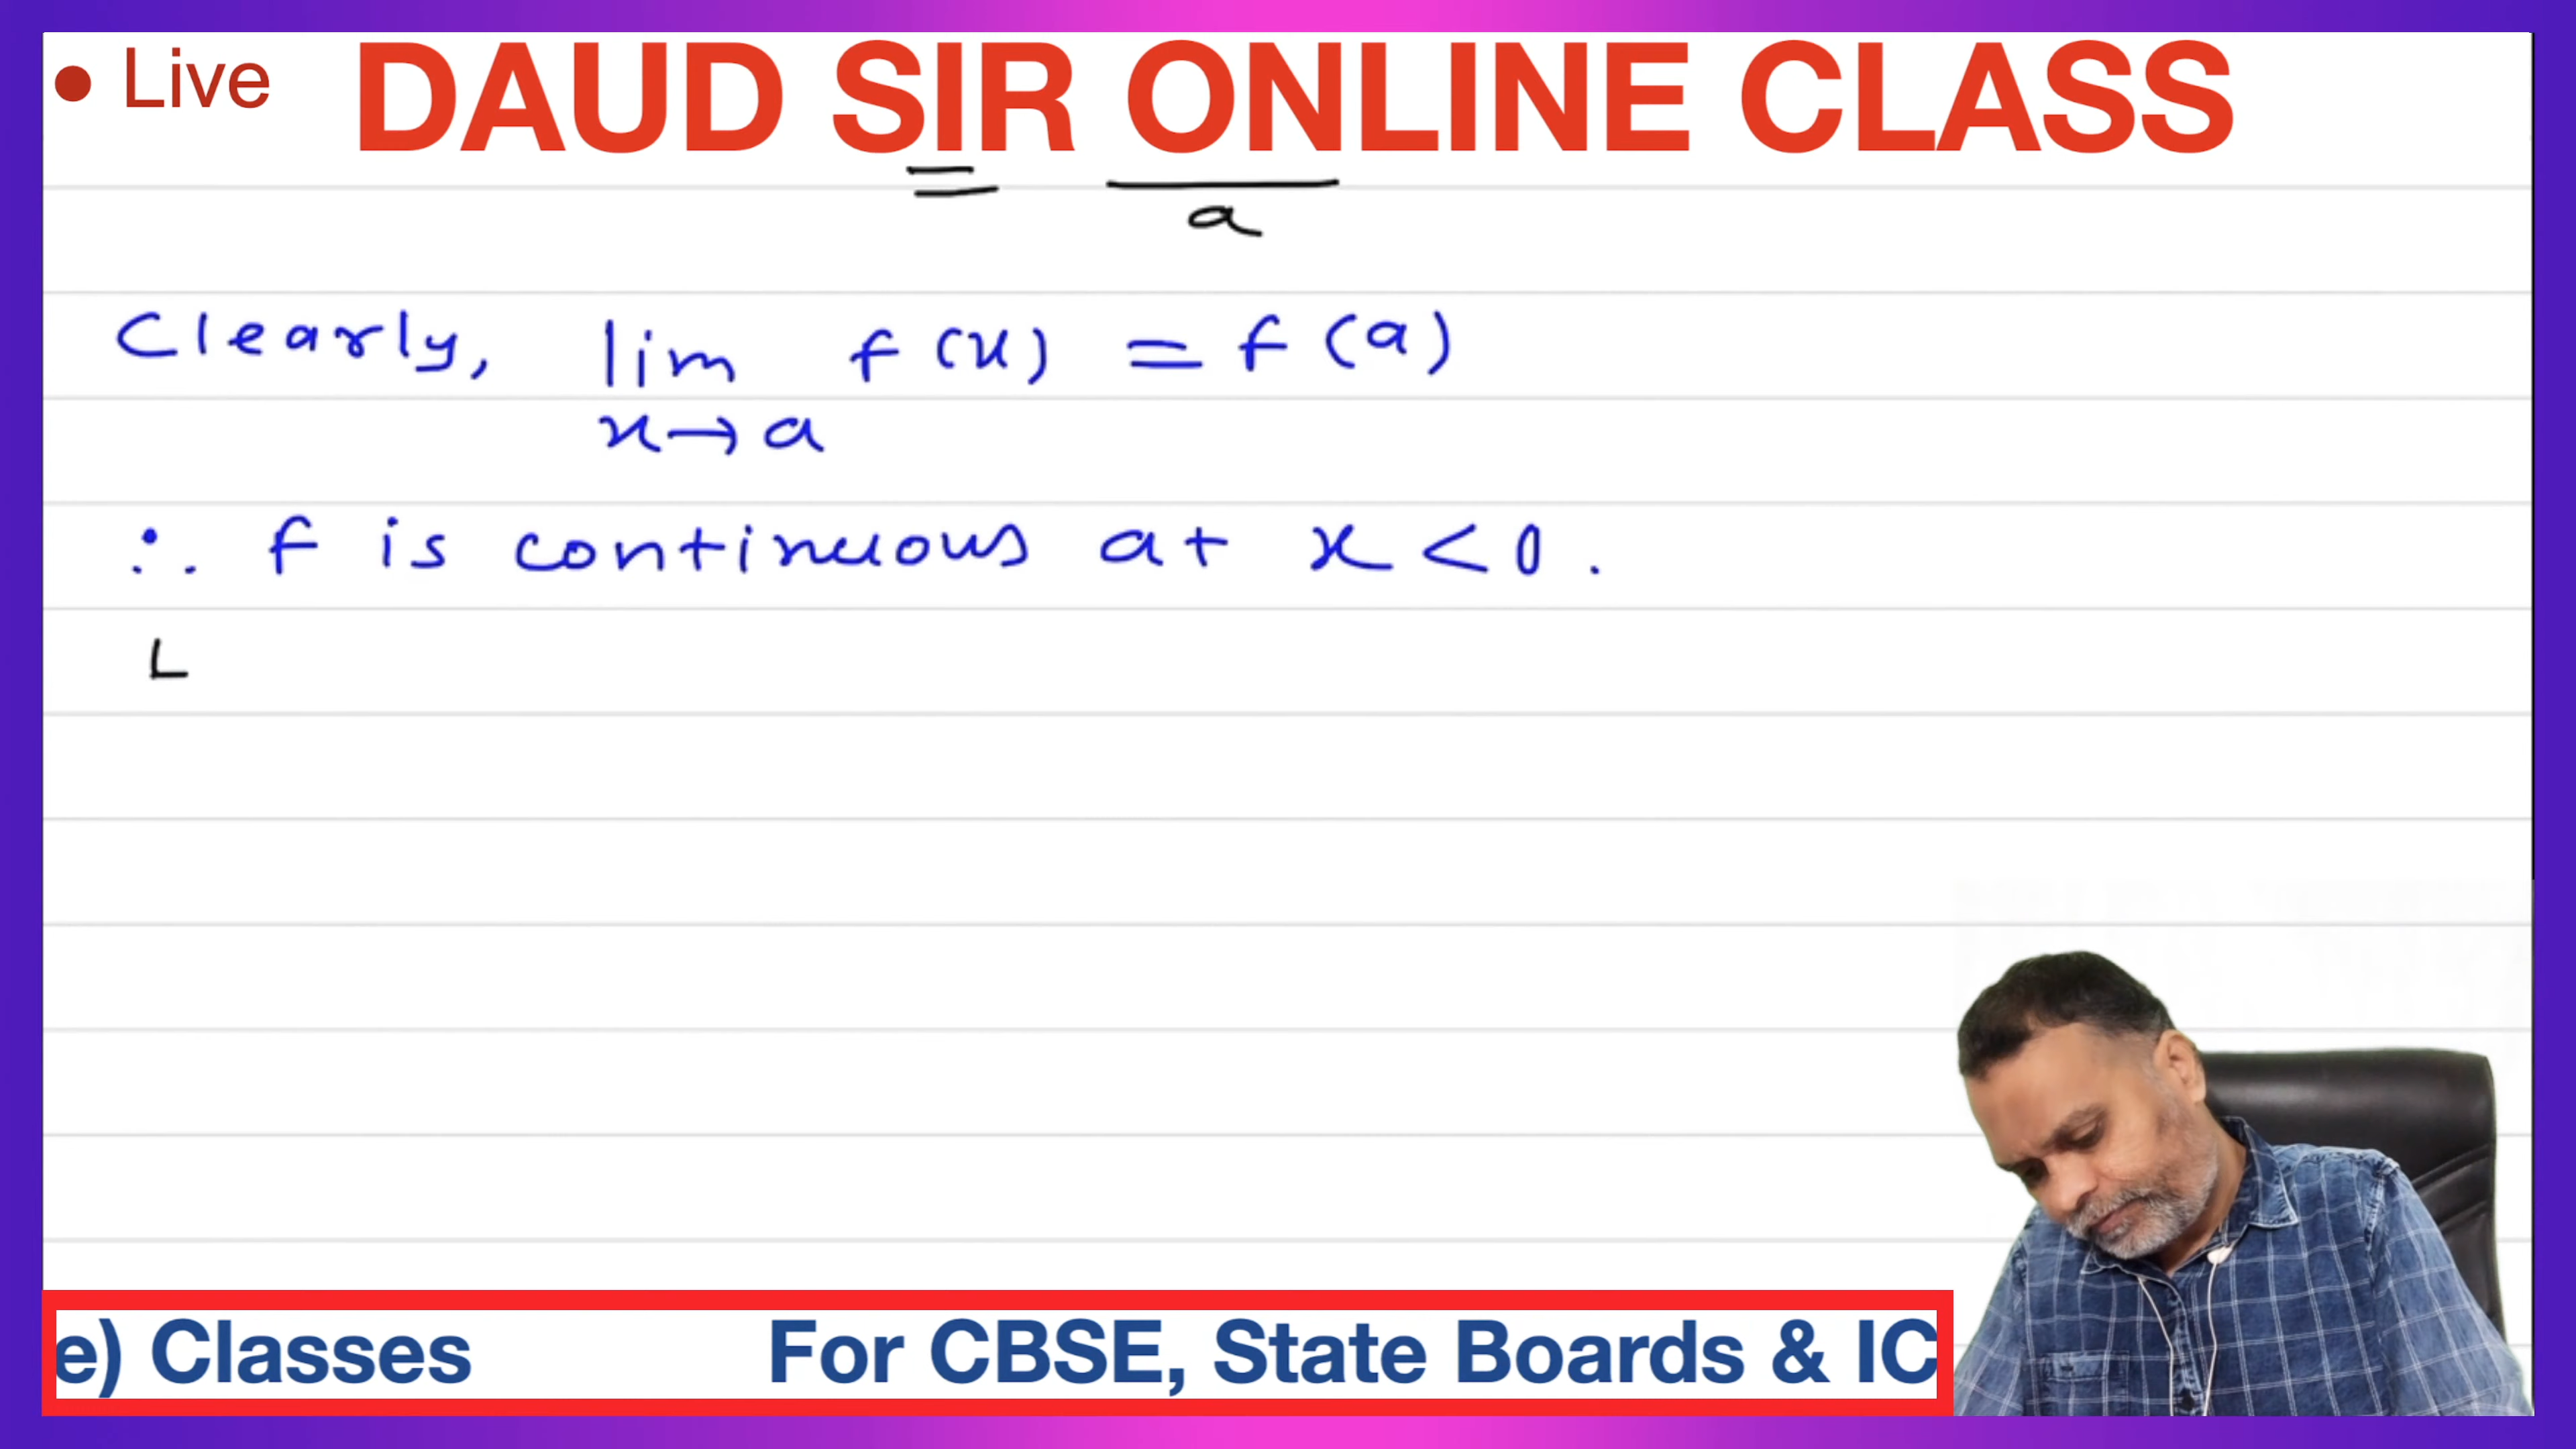 • Live DAUD SIR ONLINE CLASS
a
Clearly, lim f(x) = f(a)
x→a
∴ f is continuous at x < 0 .
L
e) Classes For CBSE, State Boards & IC